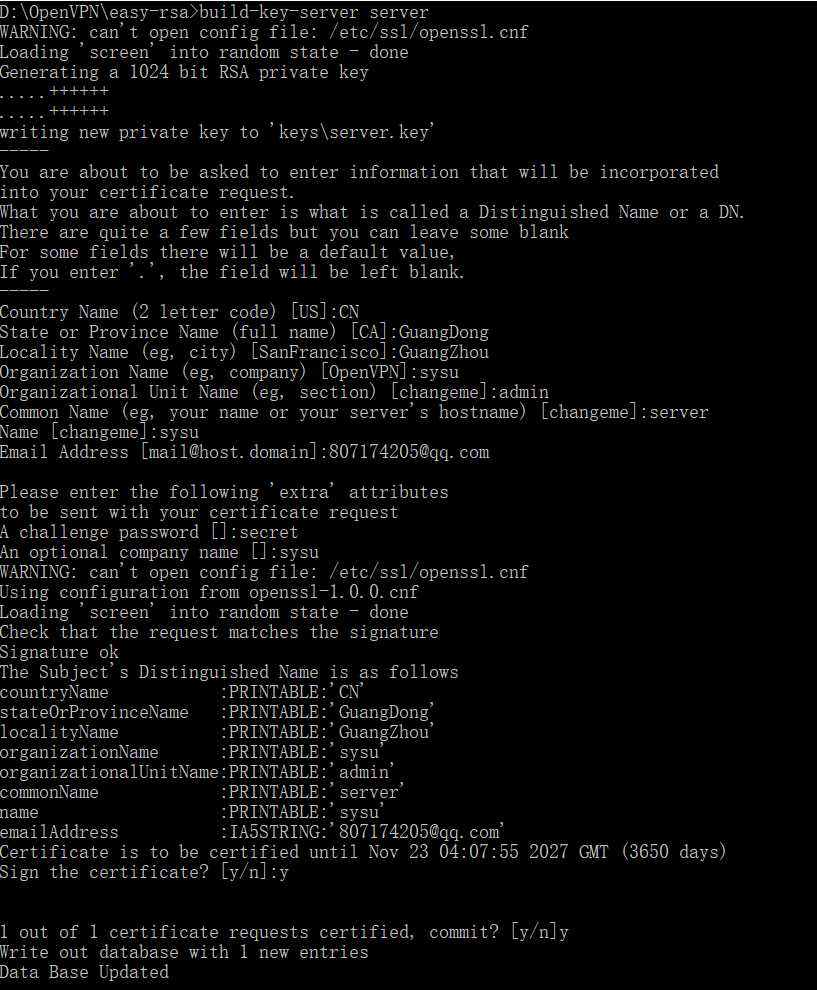 D:\OpenVPN\easy-rsa>build-key-server server
WARNING: can't open config file: /etc/ssl/openssl.cnf
Loading 'screen' into random state - done
Generating a 1024 bit RSA private key
.....++++++
.....++++++
writing new private key to 'keys\server.key'
-----
You are about to be asked to enter information that will be incorporated
into your certificate request.
What you are about to enter is what is called a Distinguished Name or a DN.
There are quite a few fields but you can leave some blank
For some fields there will be a default value,
If you enter '.', the field will be left blank.
-----
Country Name (2 letter code) [US]:CN
State or Province Name (full name) [CA]:GuangDong
Locality Name (eg, city) [SanFrancisco]:GuangZhou
Organization Name (eg, company) [OpenVPN]:sysu
Organizational Unit Name (eg, section) [changeme]:admin
Common Name (eg, your name or your server's hostname) [changeme]:server
Name [changeme]:sysu
Email Address [mail@host.domain]:807174205@qq.com

Please enter the following 'extra' attributes
to be sent with your certificate request
A challenge password []:secret
An optional company name []:sysu
WARNING: can't open config file: /etc/ssl/openssl.cnf
Using configuration from openssl-1.0.0.cnf
Loading 'screen' into random state - done
Check that the request matches the signature
Signature ok
The Subject's Distinguished Name is as follows
countryName           :PRINTABLE:'CN'
stateOrProvinceName   :PRINTABLE:'GuangDong'
localityName          :PRINTABLE:'GuangZhou'
organizationName      :PRINTABLE:'sysu'
organizationalUnitName:PRINTABLE:'admin'
commonName            :PRINTABLE:'server'
name                  :PRINTABLE:'sysu'
emailAddress          :IA5STRING:'807174205@qq.com'
Certificate is to be certified until Nov 23 04:07:55 2027 GMT (3650 days)
Sign the certificate? [y/n]:y

1 out of 1 certificate requests certified, commit? [y/n]y
Write out database with 1 new entries
Data Base Updated